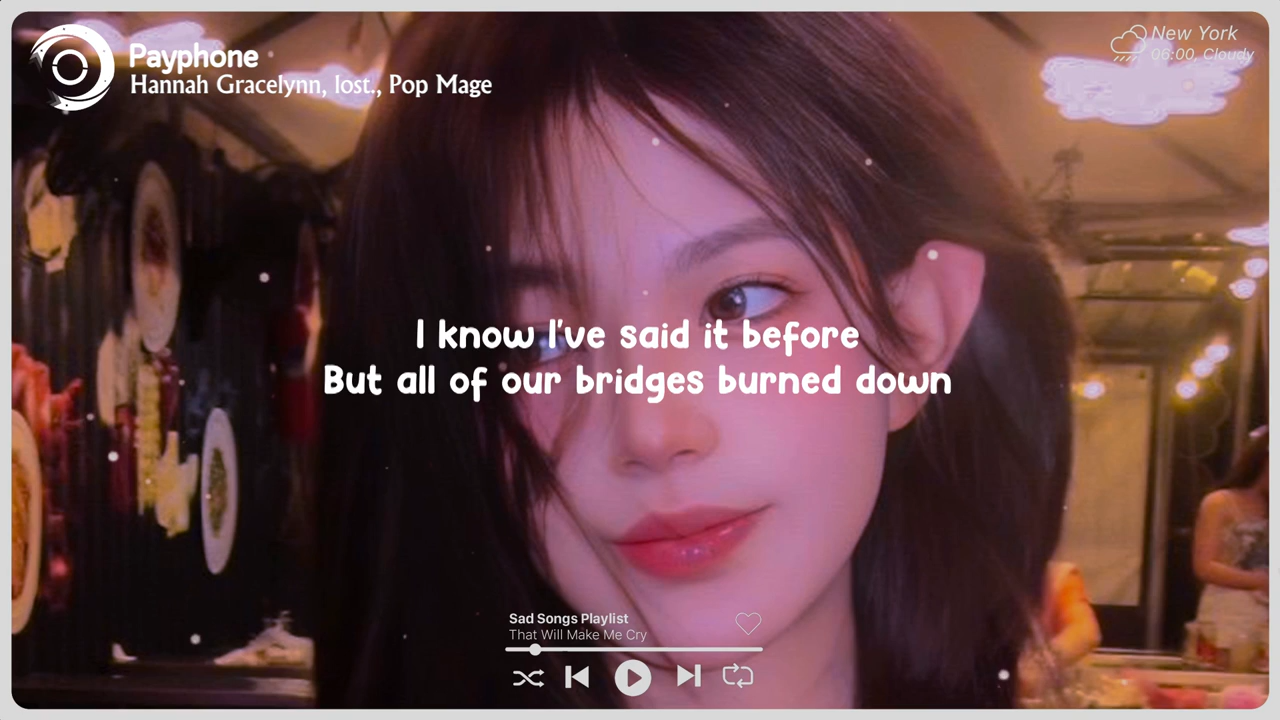 Payphone
Hannah Gracelynn, lost., Pop Mage
New York
06:00, Cloudy
I know I've said it before
But all of our bridges burned down
Sad Songs Playlist
That Will Make Me Cry